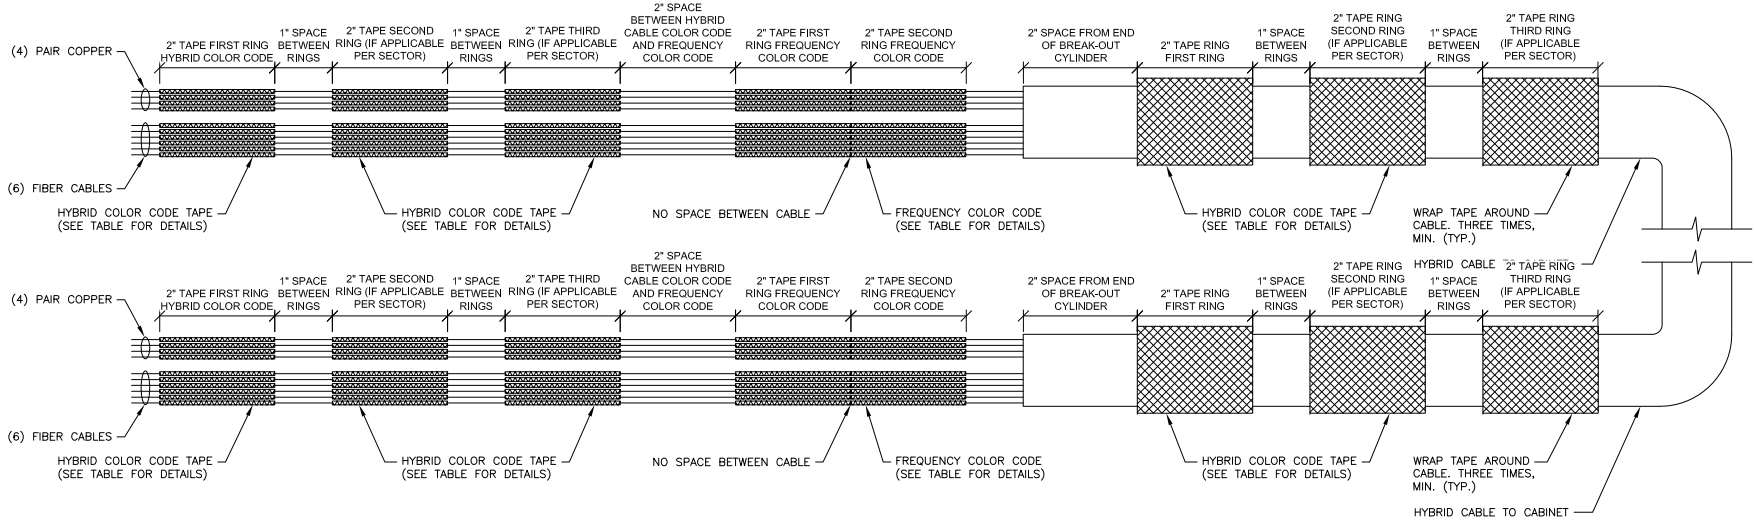 (4) PAIR COPPER
2" TAPE FIRST RING
HYBRID COLOR CODE
1" SPACE
BETWEEN
RINGS
2" TAPE SECOND
RING (IF APPLICABLE
PER SECTOR)
1" SPACE
BETWEEN
RINGS
2" TAPE THIRD
RING (IF APPLICABLE
PER SECTOR)
2" SPACE
BETWEEN HYBRID
CABLE COLOR CODE
AND FREQUENCY
COLOR CODE
2" TAPE FIRST
RING FREQUENCY
COLOR CODE
2" TAPE SECOND
RING FREQUENCY
COLOR CODE
2" SPACE FROM END
OF BREAK-OUT
CYLINDER
2" TAPE RING
FIRST RING
1" SPACE
BETWEEN
RINGS
2" TAPE RING
SECOND RING
(IF APPLICABLE
PER SECTOR)
1" SPACE
BETWEEN
RINGS
2" TAPE RING
THIRD RING
(IF APPLICABLE
PER SECTOR)
(6) FIBER CABLES
HYBRID COLOR CODE TAPE
(SEE TABLE FOR DETAILS)
HYBRID COLOR CODE TAPE
(SEE TABLE FOR DETAILS)
NO SPACE BETWEEN CABLE
FREQUENCY COLOR CODE
(SEE TABLE FOR DETAILS)
HYBRID COLOR CODE TAPE
(SEE TABLE FOR DETAILS)
WRAP TAPE AROUND
CABLE. THREE TIMES,
MIN. (TYP.)
HYBRID CABLE
(4) PAIR COPPER
2" TAPE FIRST RING
HYBRID COLOR CODE
1" SPACE
BETWEEN
RINGS
2" TAPE SECOND
RING (IF APPLICABLE
PER SECTOR)
1" SPACE
BETWEEN
RINGS
2" TAPE THIRD
RING (IF APPLICABLE
PER SECTOR)
2" SPACE
BETWEEN HYBRID
CABLE COLOR CODE
AND FREQUENCY
COLOR CODE
2" TAPE FIRST
RING FREQUENCY
COLOR CODE
2" TAPE SECOND
RING FREQUENCY
COLOR CODE
2" SPACE FROM END
OF BREAK-OUT
CYLINDER
2" TAPE RING
FIRST RING
1" SPACE
BETWEEN
RINGS
2" TAPE RING
SECOND RING
(IF APPLICABLE
PER SECTOR)
1" SPACE
BETWEEN
RINGS
2" TAPE RING
THIRD RING
(IF APPLICABLE
PER SECTOR)
(6) FIBER CABLES
HYBRID COLOR CODE TAPE
(SEE TABLE FOR DETAILS)
HYBRID COLOR CODE TAPE
(SEE TABLE FOR DETAILS)
NO SPACE BETWEEN CABLE
FREQUENCY COLOR CODE
(SEE TABLE FOR DETAILS)
HYBRID COLOR CODE TAPE
(SEE TABLE FOR DETAILS)
WRAP TAPE AROUND
CABLE. THREE TIMES,
MIN. (TYP.)
HYBRID CABLE TO CABINET